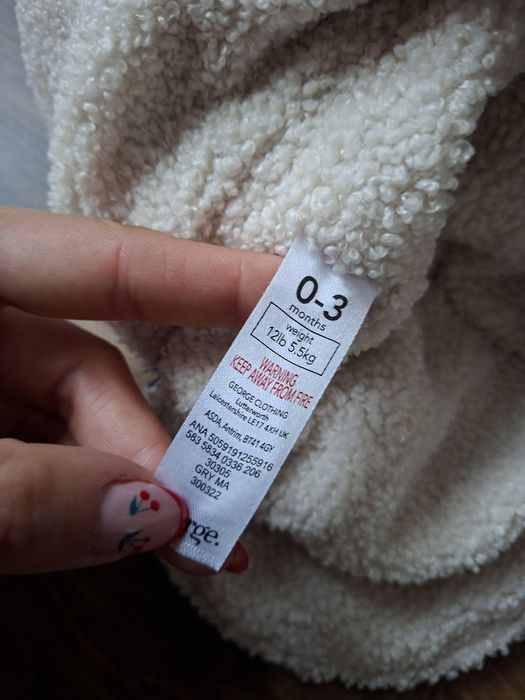 0-3
months
weight
12lb 5.5kg
WARNING
KEEP AWAY FROM FIRE
GEORGE CLOTHING
Lutterworth
Leicestershire LE17 4XH UK
ASDA, Antrim, BT41 4GY
ANA 5059191255916
583 5834 0336 206
30305
GRY MA
300322
rge.